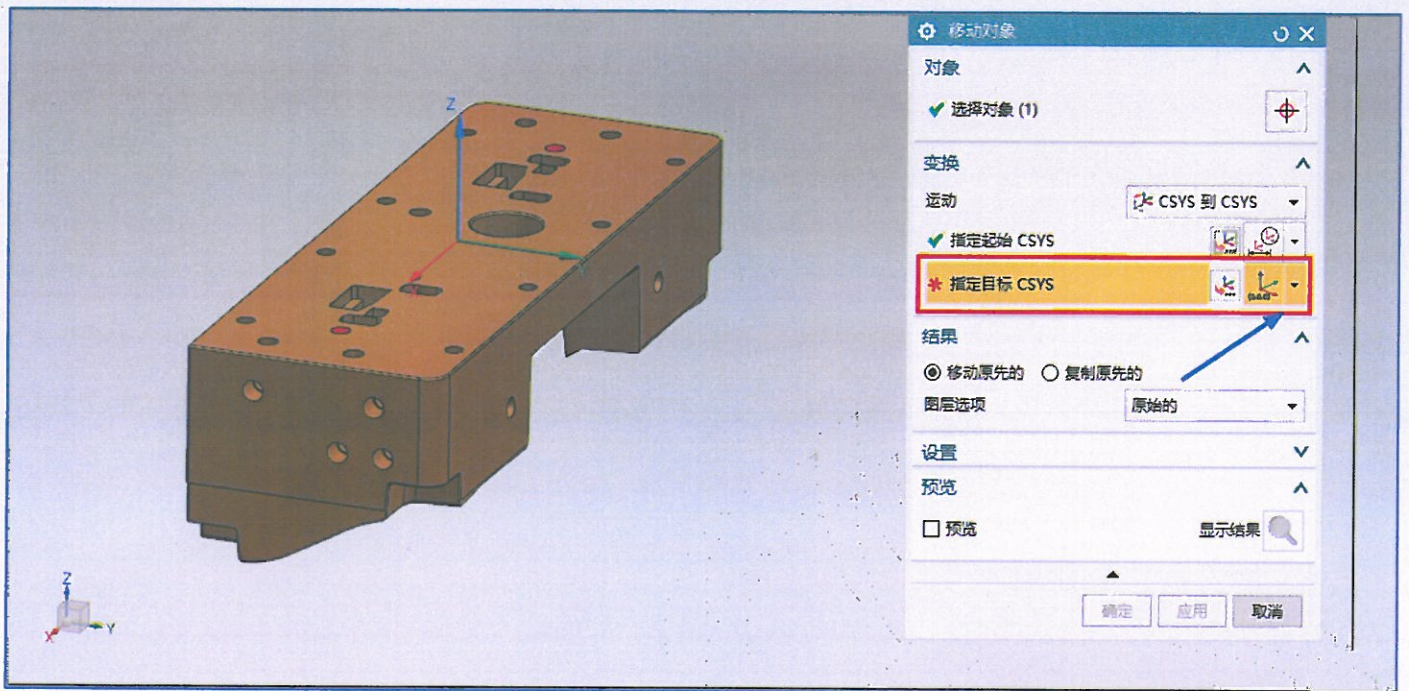 移动对象
对象
选择对象 (1)
变换
运动
CSYS 到 CSYS
指定起始 CSYS
指定目标 CSYS
结果
移动原先的
复制原先的
图层选项
原始的
设置
预览
预览
显示结果
确定
应用
取消
Z
Y
Z
X
Y